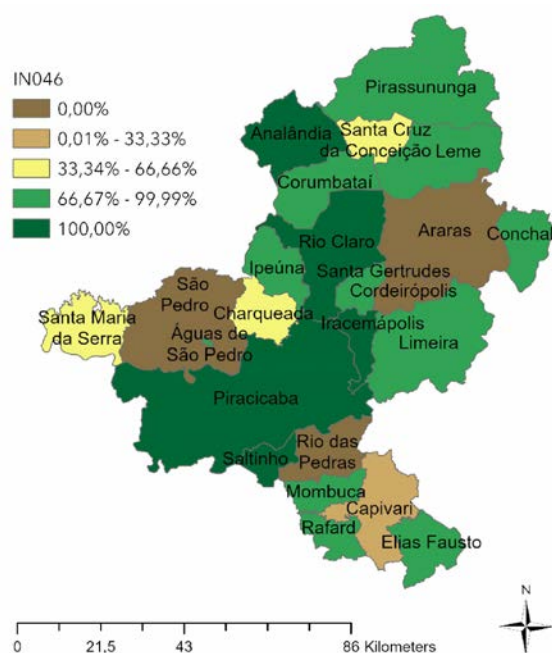 IN046
0,00%
0,01% - 33,33%
33,34% - 66,66%
66,67% - 99,99%
100,00%
Pirassununga
Analândia
Santa Cruz
da Conceição
Leme
Corumbataí
Araras
Conchal
Rio Claro
Ipeúna
Santa Gertrudes
Cordeirópolis
São
Pedro
Santa Maria
da Serra
Charqueada
Águas de
São Pedro
Iracemápolis
Limeira
Piracicaba
Rio das
Pedras
Saltinho
Mombuca
Capivari
Rafard
Elias Fausto
N
0 21,5 43 86 Kilometers